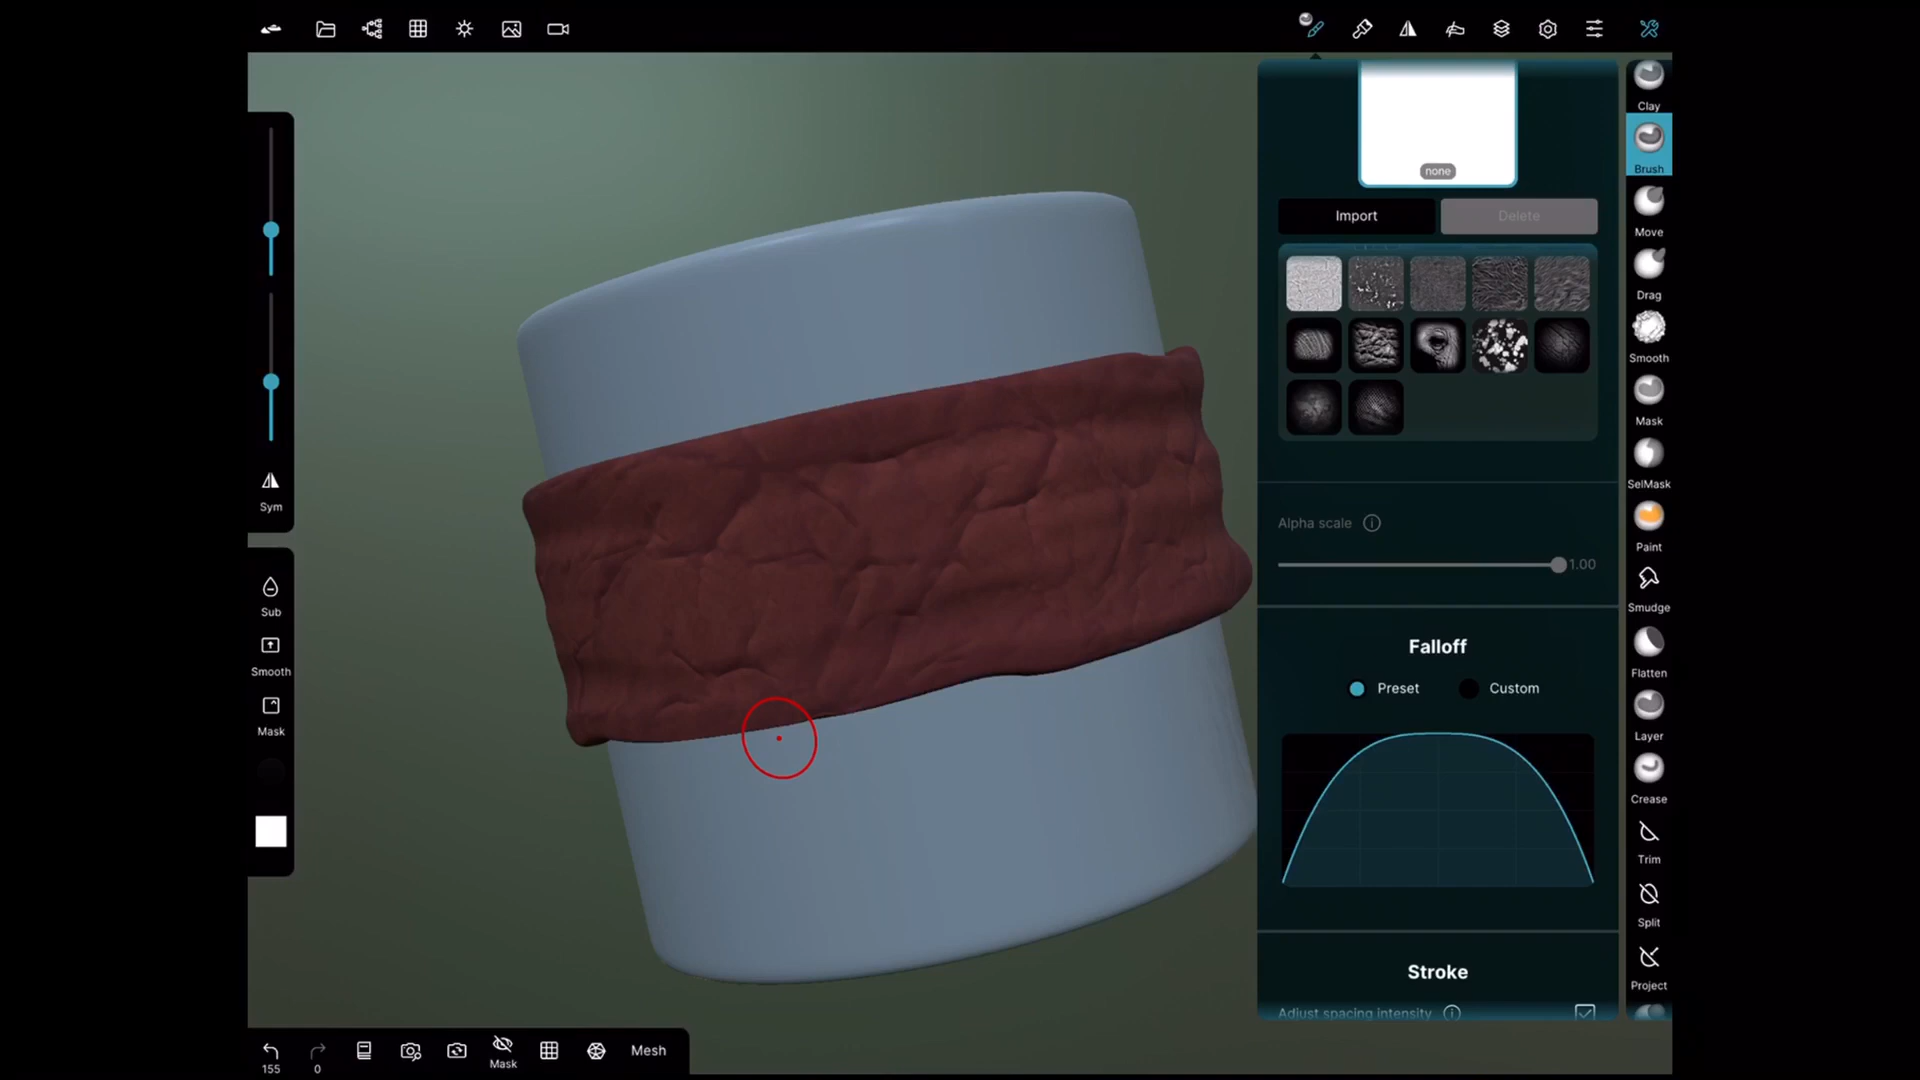 Clay
none
Brush
Import
Delete
Move
Drag
Smooth
Mask
SelMask
Sym
Alpha scale
Paint
1.00
Sub
Smudge
Falloff
Smooth
Flatten
Preset
Custom
Mask
Layer
Crease
Trim
Split
Stroke
Project
Adjust spacing intensity
Mask
Mesh
155
0